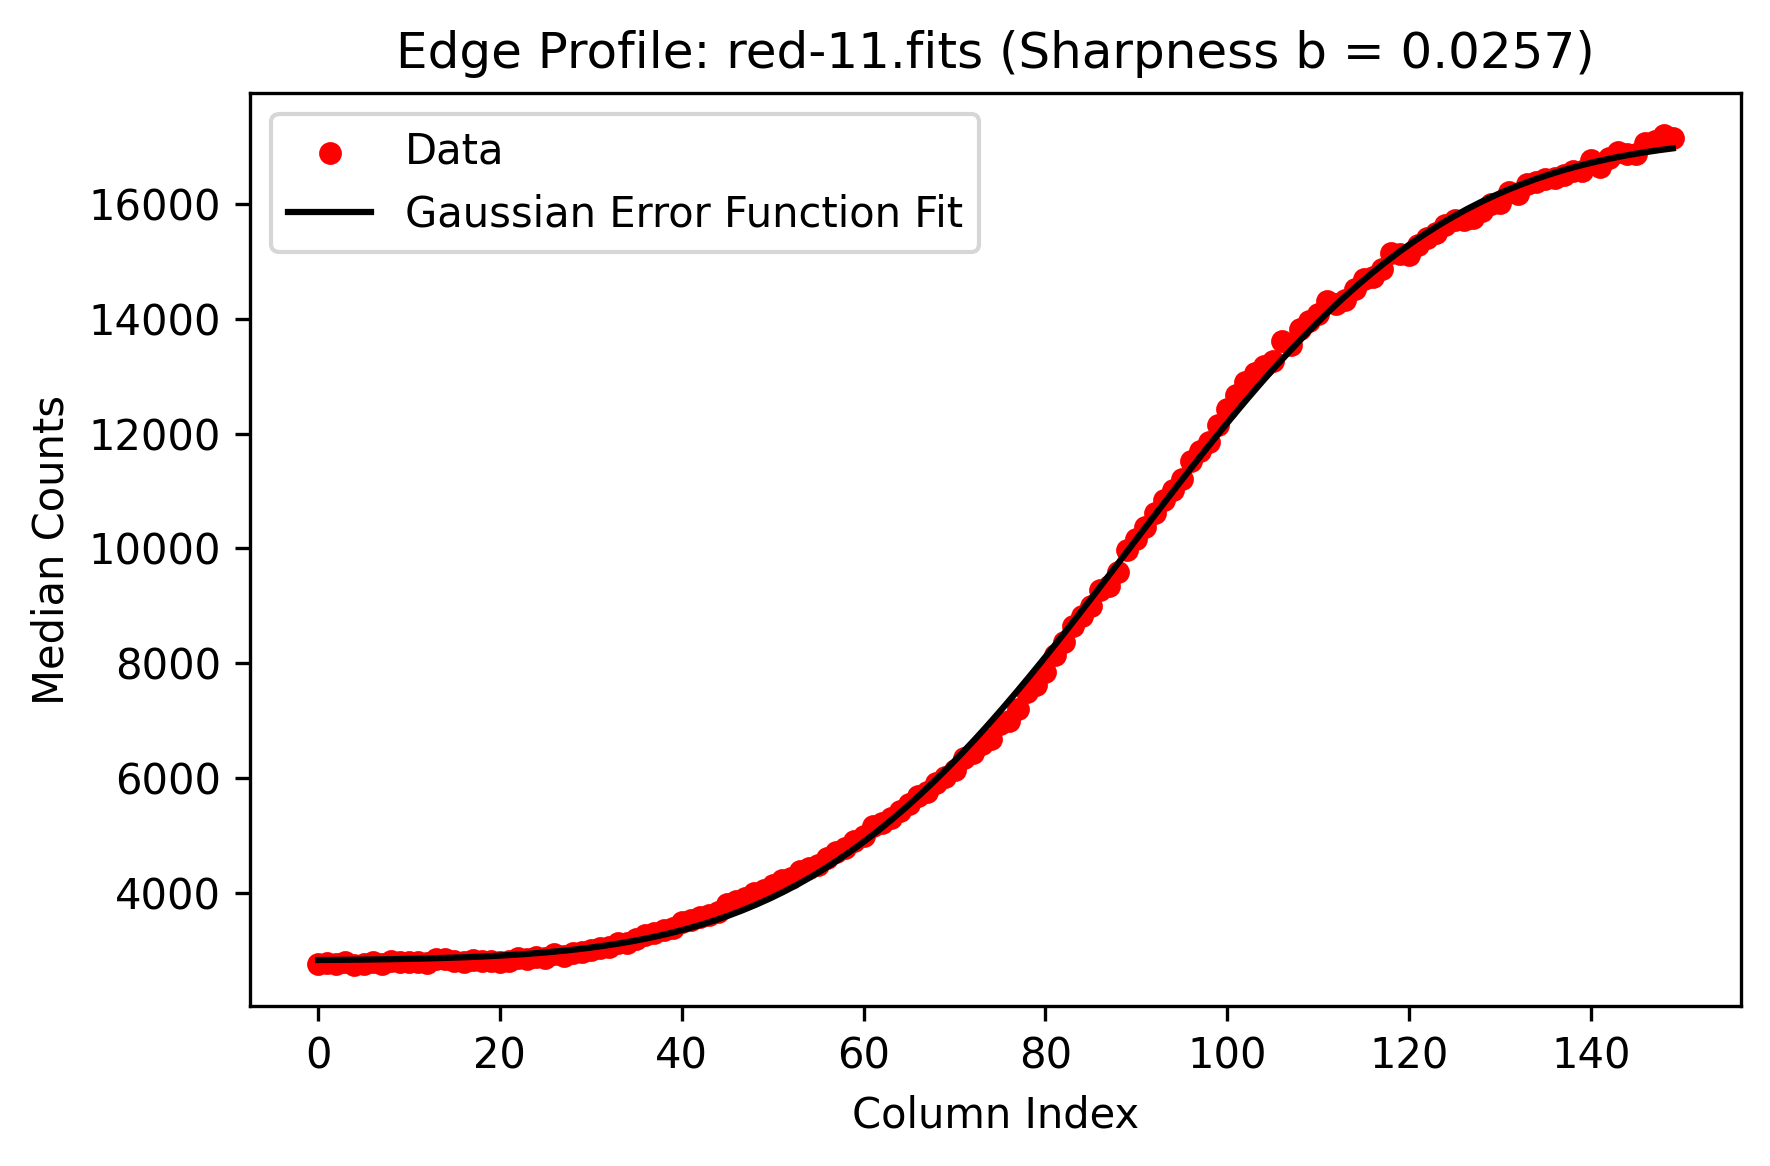 Edge Profile: red-11.fits (Sharpness b = 0.0257)
Data
Gaussian Error Function Fit
Median Counts
16000
14000
12000
10000
8000
6000
4000
0 20 40 60 80 100 120 140
Column Index